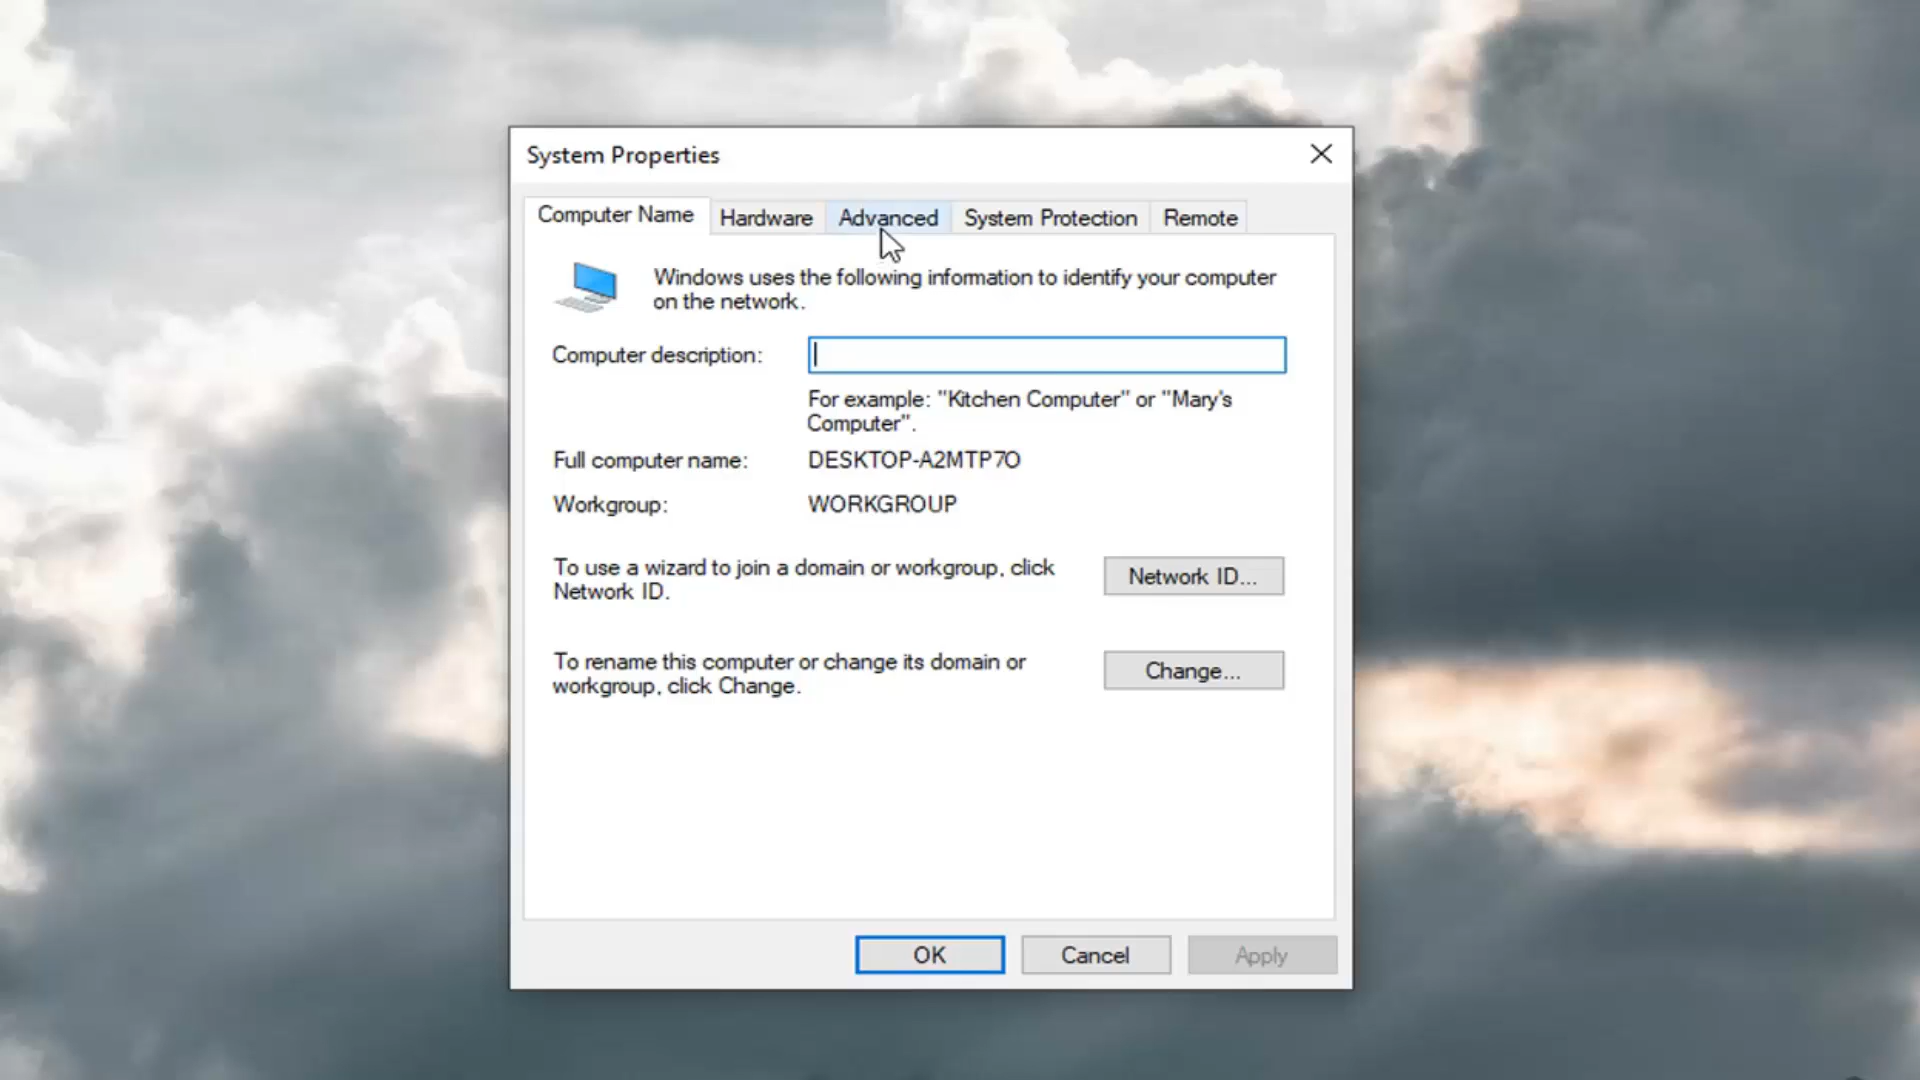 System Properties
Computer Name
Hardware
Advanced
System Protection
Remote
Windows uses the following information to identify your computer
on the network.
Computer description:
For example: "Kitchen Computer" or "Mary's
Computer".
Full computer name:
DESKTOP-A2MTP7O
Workgroup:
WORKGROUP
To use a wizard to join a domain or workgroup, click
Network ID.
Network ID...
To rename this computer or change its domain or
workgroup, click Change.
Change...
OK
Cancel
Apply